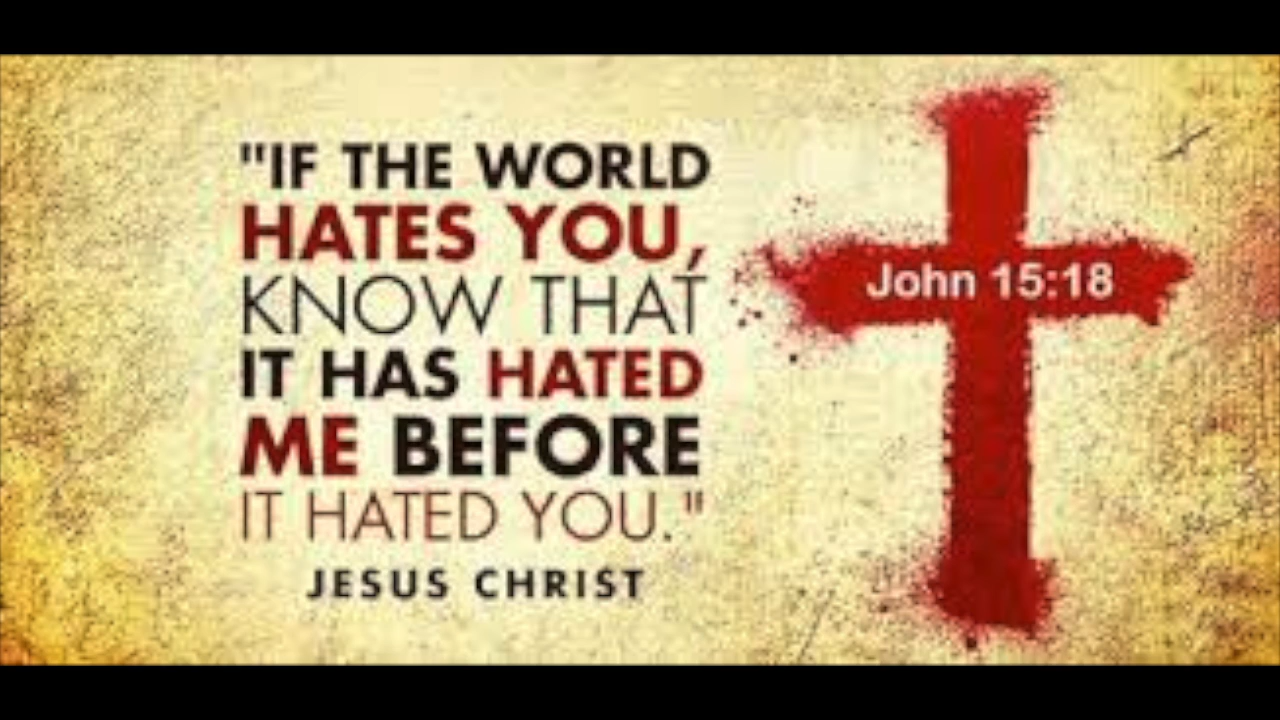 "IF THE WORLD
HATES YOU,
KNOW THAT
IT HAS HATED
ME BEFORE
IT HATED YOU."
JESUS CHRIST
John 15:18